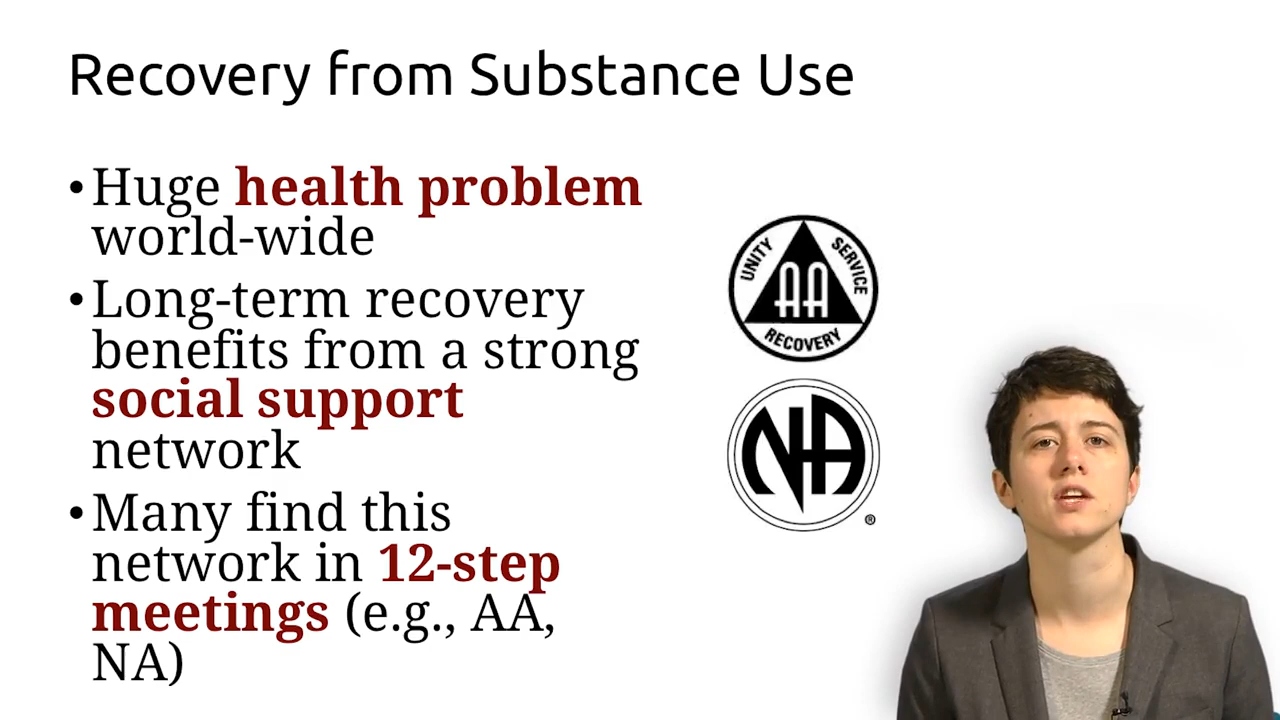 Recovery from Substance Use
•Huge health problem
world-wide
•Long-term recovery
benefits from a strong
social support
network
•Many find this
network in 12-step
meetings (e.g., AA,
NA)
UNITY
SERVICE
AA
RECOVERY
NA
®